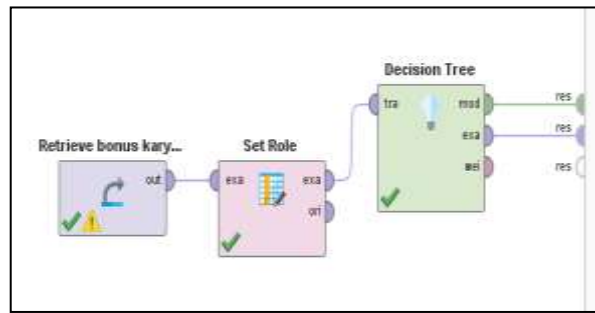 Decision Tree
tra
mod
res
exa
res
wei
res
Retrieve bonus kary...
out
Set Role
exa
exa
ori